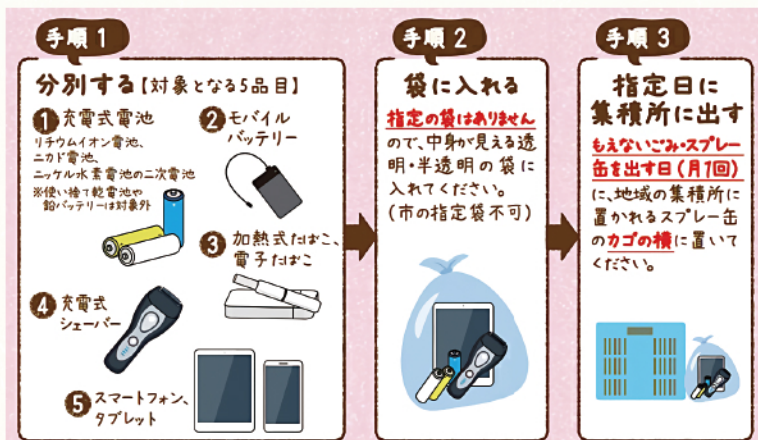 手順1
分別する【対象となる5品目】
1 充電式電池
リチウムイオン電池、
ニカド電池、
ニッケル水素電池の二次電池
※使い捨て乾電池や
鉛バッテリーは対象外
2 モバイル
バッテリー
3 加熱式たばこ、
電子たばこ
4 充電式
シェーバー
5 スマートフォン、
タブレット
手順2
袋に入れる
指定の袋はありません
ので、中身が見える透
明・半透明の袋に
入れてください。
(市の指定袋不可)
手順3
指定日に
集積所に出す
もえないごみ・スプレー
缶を出す日(月1回)
に、地域の集積所に
置かれるスプレー缶
のカゴの横に置いて
ください。